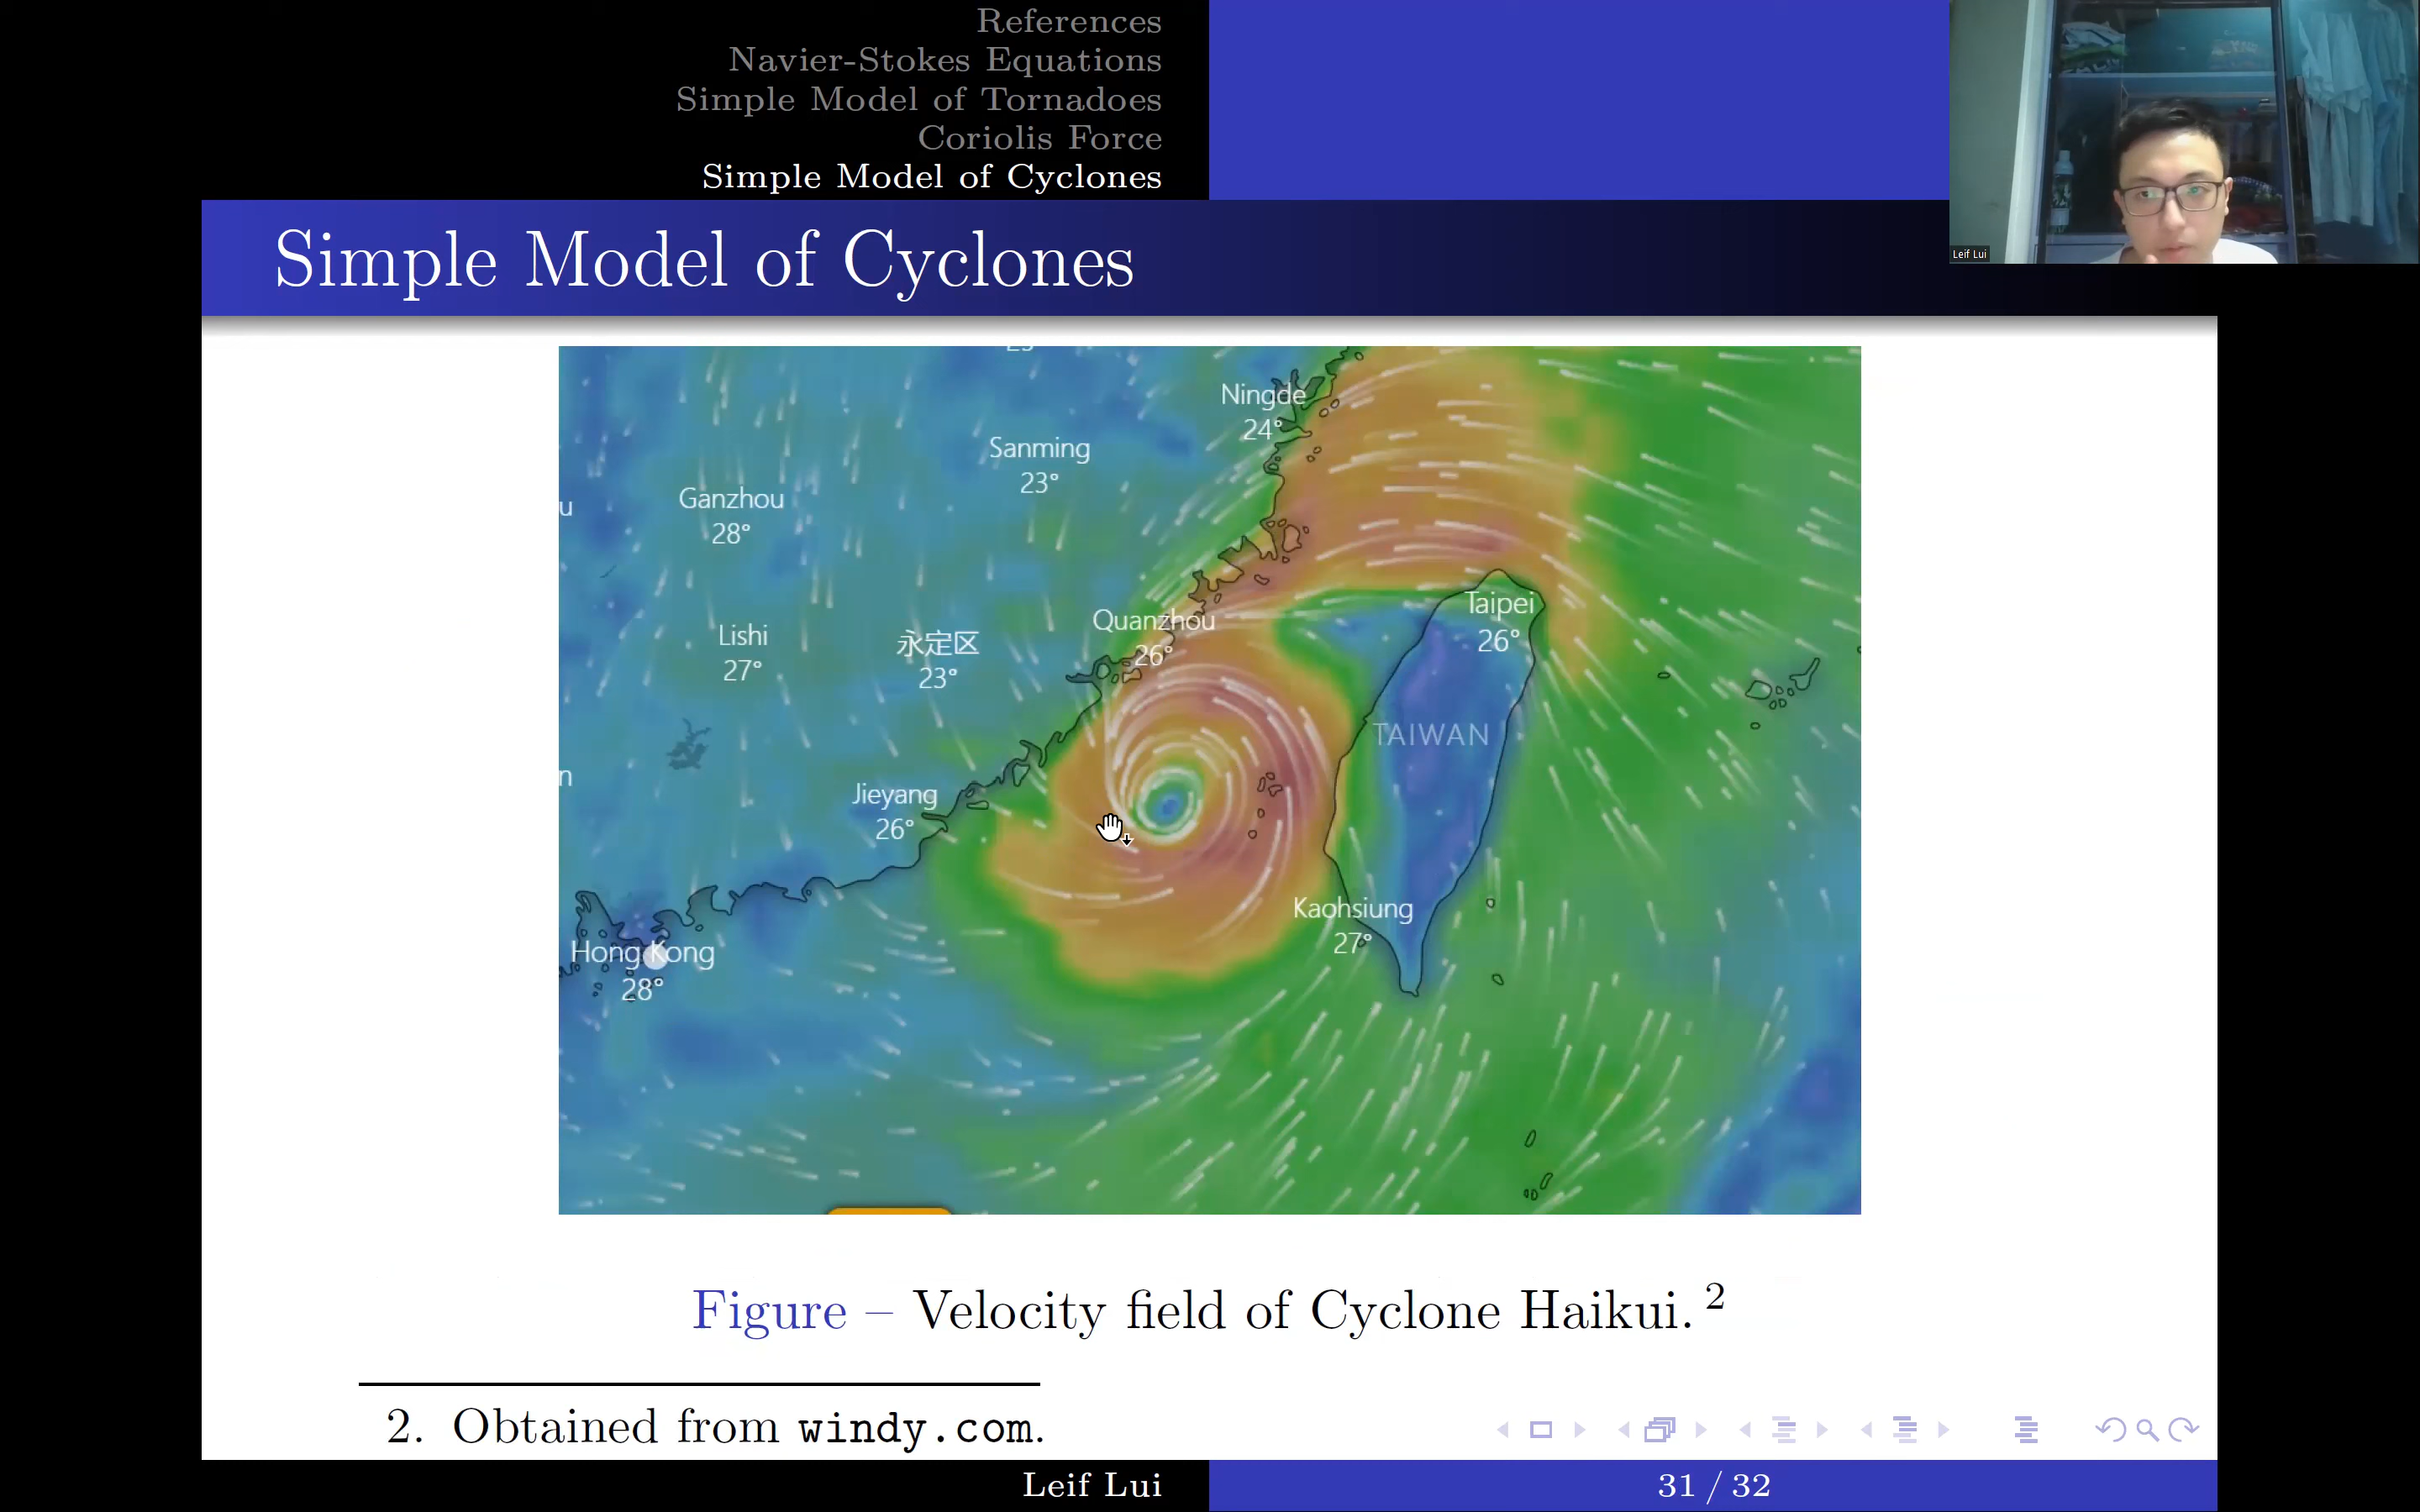 References
Navier-Stokes Equations
Simple Model of Tornadoes
Coriolis Force
Simple Model of Cyclones
Leif Lui
Simple Model of Cyclones
Ningde
24°
Sanming
23°
Ganzhou
28°
u
Taipei
26°
Quanzhou
26°
Lishi
27°
永定区
23°
TAIWAN
n
Jieyang
26°
Kaohsiung
27°
Hong Kong
28°
Figure – Velocity field of Cyclone Haikui. 2
2. Obtained from windy.com.
Leif Lui
31 / 32